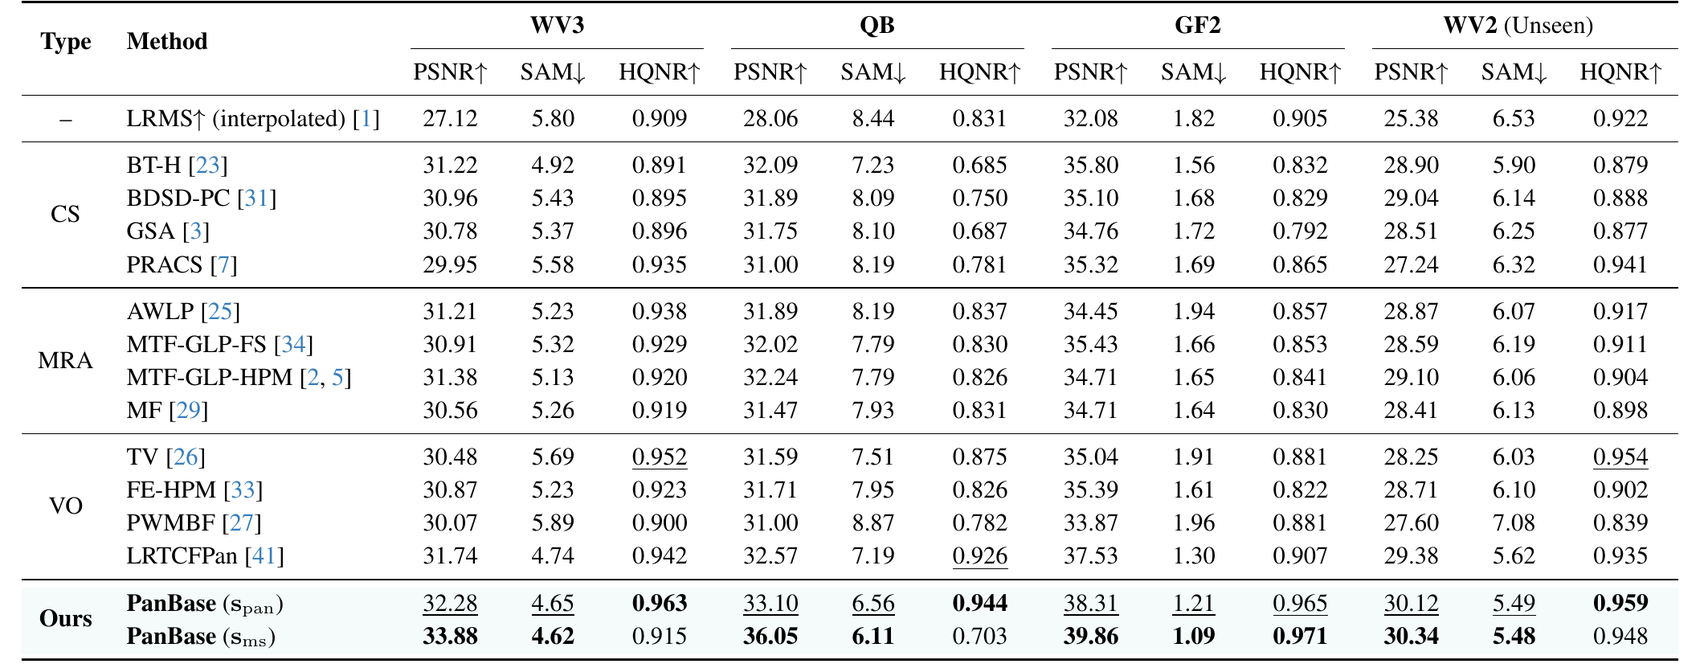 Type Method WV3 QB GF2 WV2 (Unseen)
PSNR↑ SAM↓ HQNR↑ PSNR↑ SAM↓ HQNR↑ PSNR↑ SAM↓ HQNR↑ PSNR↑ SAM↓ HQNR↑
– LRMS↑ (interpolated) [1] 27.12 5.80 0.909 28.06 8.44 0.831 32.08 1.82 0.905 25.38 6.53 0.922
CS
BT-H [23] 31.22 4.92 0.891 32.09 7.23 0.685 35.80 1.56 0.832 28.90 5.90 0.879
BDSD-PC [31] 30.96 5.43 0.895 31.89 8.09 0.750 35.10 1.68 0.829 29.04 6.14 0.888
GSA [3] 30.78 5.37 0.896 31.75 8.10 0.687 34.76 1.72 0.792 28.51 6.25 0.877
PRACS [7] 29.95 5.58 0.935 31.00 8.19 0.781 35.32 1.69 0.865 27.24 6.32 0.941
MRA
AWLP [25] 31.21 5.23 0.938 31.89 8.19 0.837 34.45 1.94 0.857 28.87 6.07 0.917
MTF-GLP-FS [34] 30.91 5.32 0.929 32.02 7.79 0.830 35.43 1.66 0.853 28.59 6.19 0.911
MTF-GLP-HPM [2, 5] 31.38 5.13 0.920 32.24 7.79 0.826 34.71 1.65 0.841 29.10 6.06 0.904
MF [29] 30.56 5.26 0.919 31.47 7.93 0.831 34.71 1.64 0.830 28.41 6.13 0.898
VO
TV [26] 30.48 5.69 0.952 31.59 7.51 0.875 35.04 1.91 0.881 28.25 6.03 0.954
FE-HPM [33] 30.87 5.23 0.923 31.71 7.95 0.826 35.39 1.61 0.822 28.71 6.10 0.902
PWMBF [27] 30.07 5.89 0.900 31.00 8.87 0.782 33.87 1.96 0.881 27.60 7.08 0.839
LRTCFPan [41] 31.74 4.74 0.942 32.57 7.19 0.926 37.53 1.30 0.907 29.38 5.62 0.935
Ours
PanBase (s_pan) 32.28 4.65 0.963 33.10 6.56 0.944 38.31 1.21 0.965 30.12 5.49 0.959
PanBase (s_ms) 33.88 4.62 0.915 36.05 6.11 0.703 39.86 1.09 0.971 30.34 5.48 0.948